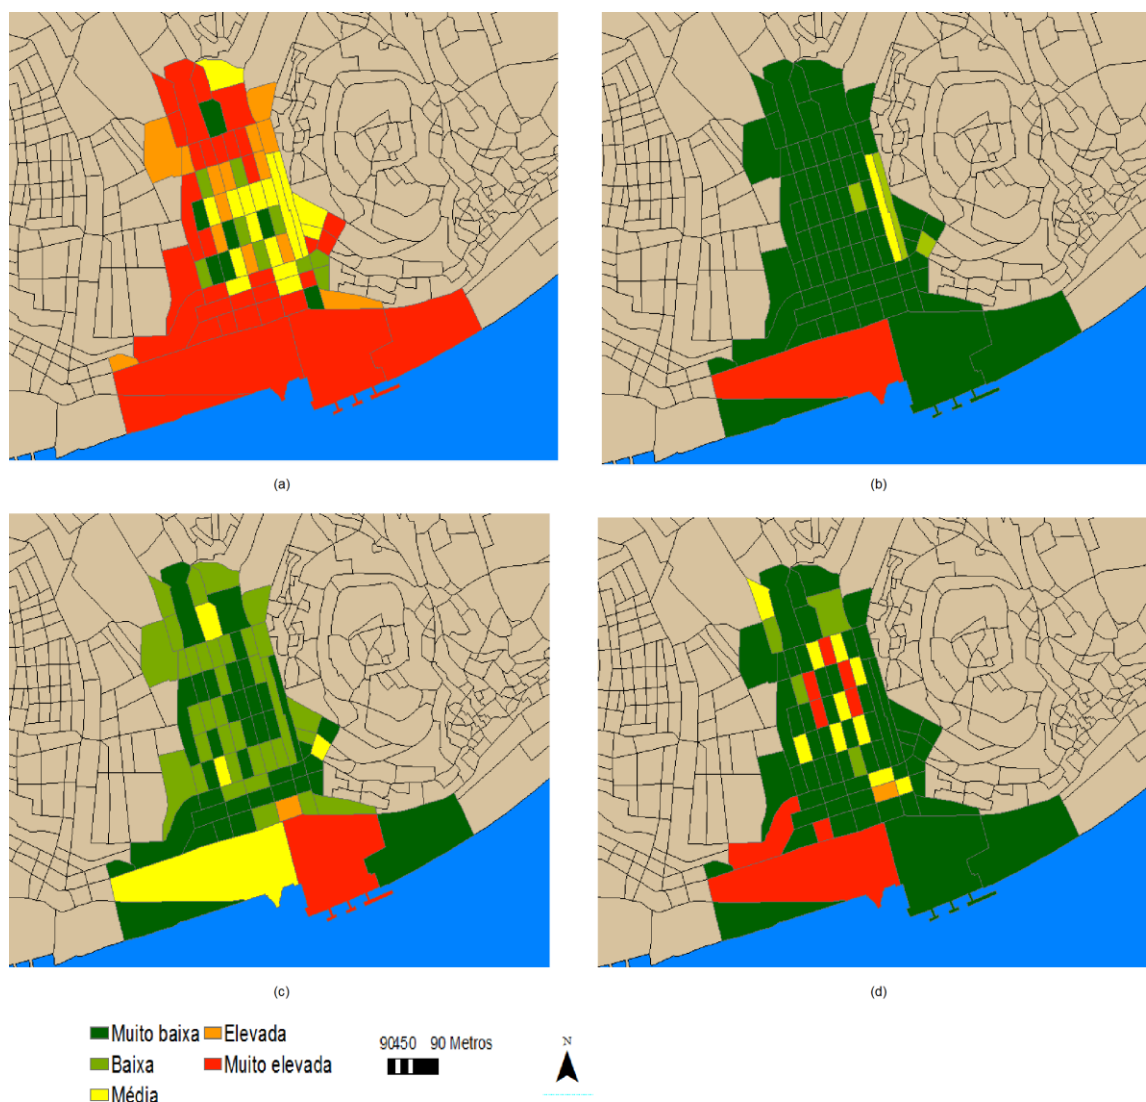 (a)
(b)
(c)
(d)
Muito baixa
Elevada
Baixa
Muito elevada
Média
90450 90 Metros
N